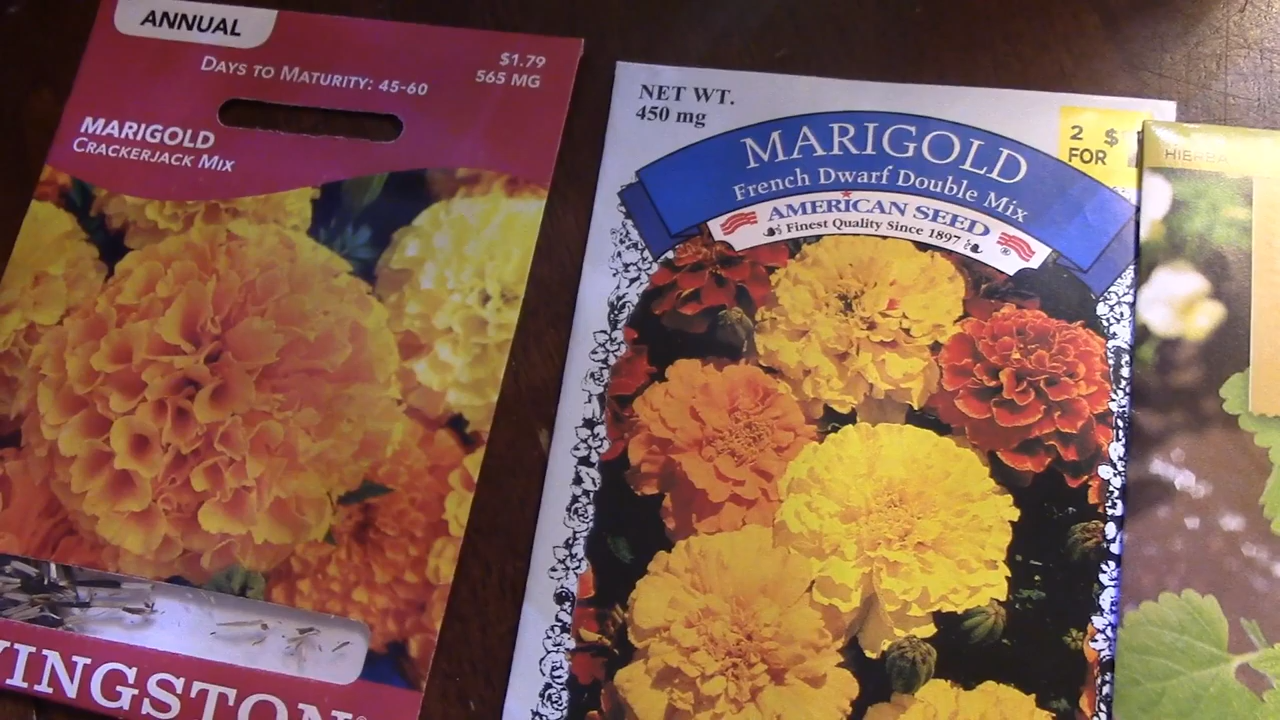 ANNUAL
DAYS TO MATURITY: 45-60
$1.79
565 MG
MARIGOLD
CRACKERJACK MIX
VINGSTON
NET WT.
450 mg
MARIGOLD
French Dwarf Double Mix
AMERICAN SEED
Finest Quality Since 1897
®
2 $
FOR
HIERBA